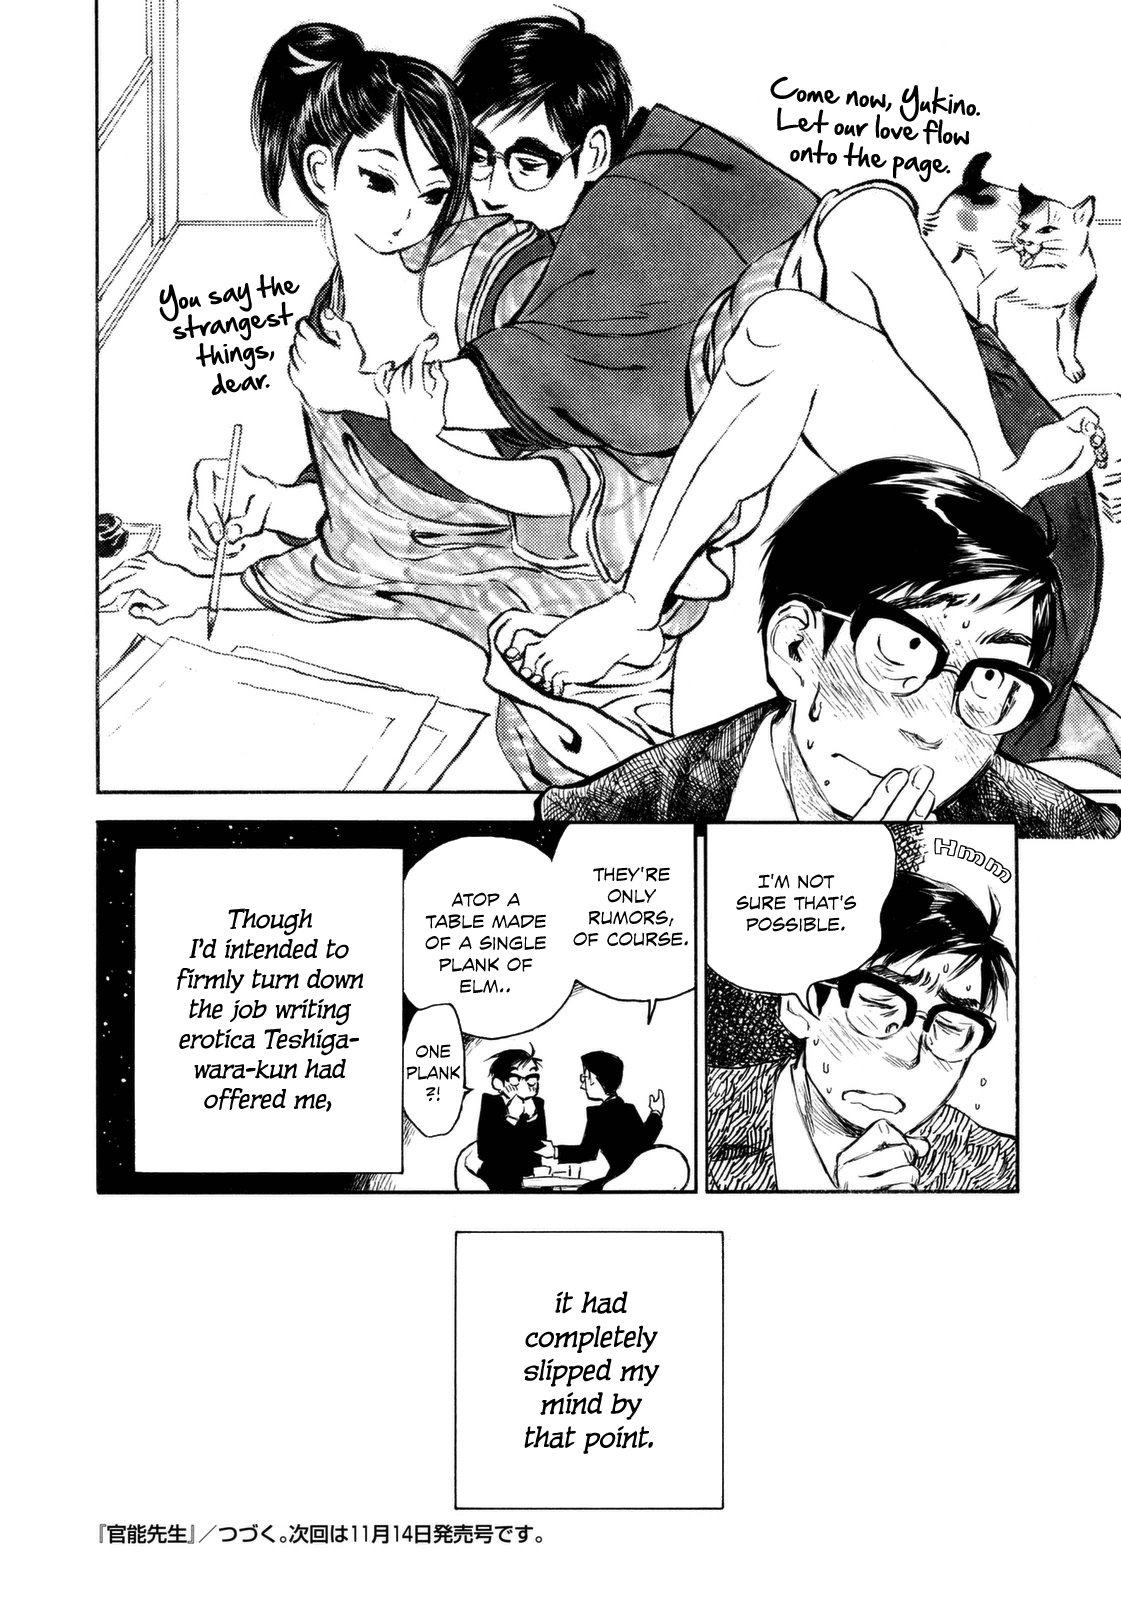 Come now, Yukino.
Let our love flow
onto the page.
You say the
strangest
things,
dear.
Hmm
I'M NOT
SURE THAT'S
POSSIBLE.
THEY'RE
ONLY
RUMORS,
OF COURSE.
ATOP A
TABLE MADE
OF A SINGLE
PLANK OF
ELM..
ONE
PLANK
?!
Though
I'd intended to
firmly turn down
the job writing
erotica Teshiga-
wara-kun had
offered me,
it had
completely
slipped my
mind by
that point.
『官能先生』／つづく。次回は11月14日発売号です。